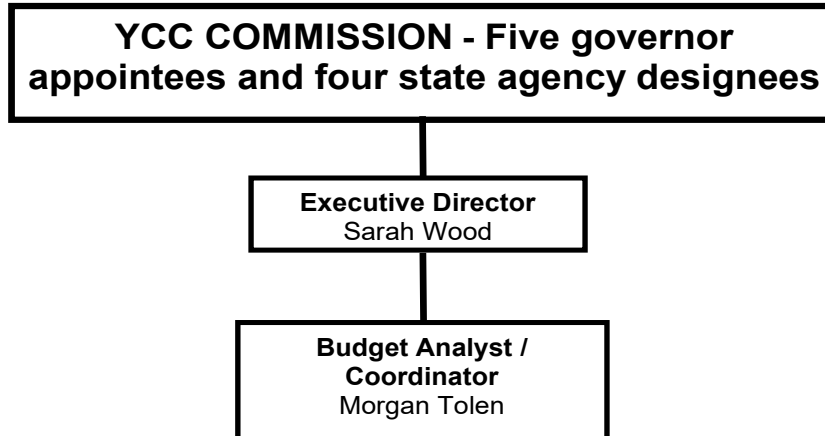 YCC COMMISSION - Five governor
appointees and four state agency designees
Executive Director
Sarah Wood
Budget Analyst /
Coordinator
Morgan Tolen